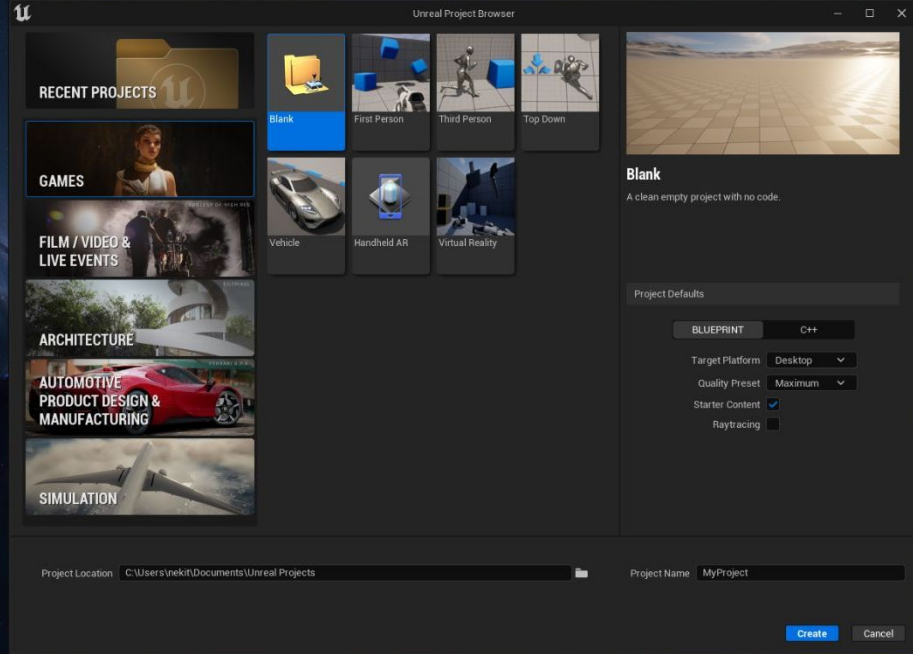 Unreal Project Browser
RECENT PROJECTS
GAMES
FILM / VIDEO &
LIVE EVENTS
ARCHITECTURE
AUTOMOTIVE
PRODUCT DESIGN &
MANUFACTURING
SIMULATION
Blank
First Person
Third Person
Top Down
Vehicle
Handheld AR
Virtual Reality
Blank
A clean empty project with no code.
Project Defaults
BLUEPRINT
C++
Target Platform Desktop
Quality Preset Maximum
Starter Content
Raytracing
Project Location C:\Users\nekit\Documents\Unreal Projects
Project Name MyProject
Create
Cancel